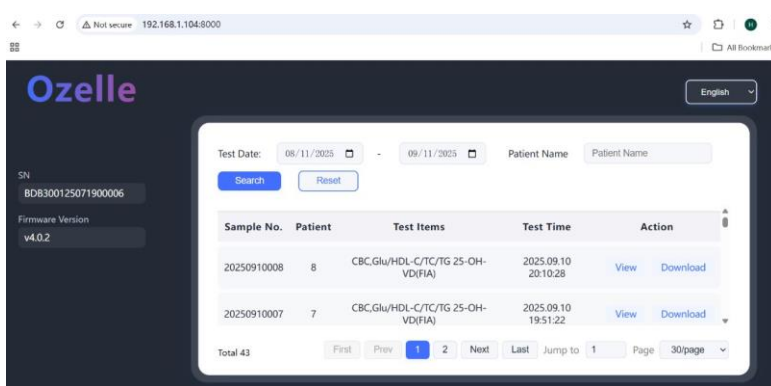 Not secure 192.168.1.104:8000
H
All Bookmar
Ozelle
English
SN
BDB300125071900006
Firmware Version
v4.0.2
Test Date: 08/11/2025 - 09/11/2025 Patient Name Patient Name
Search Reset
Sample No. Patient Test Items Test Time Action
20250910008 8 CBC,Glu/HDL-C/TC/TG 25-OH-VD(FIA) 2025.09.10 20:10:28 View Download
20250910007 7 CBC,Glu/HDL-C/TC/TG 25-OH-VD(FIA) 2025.09.10 19:51:22 View Download
Total 43 First Prev 1 2 Next Last Jump to 1 Page 30/page